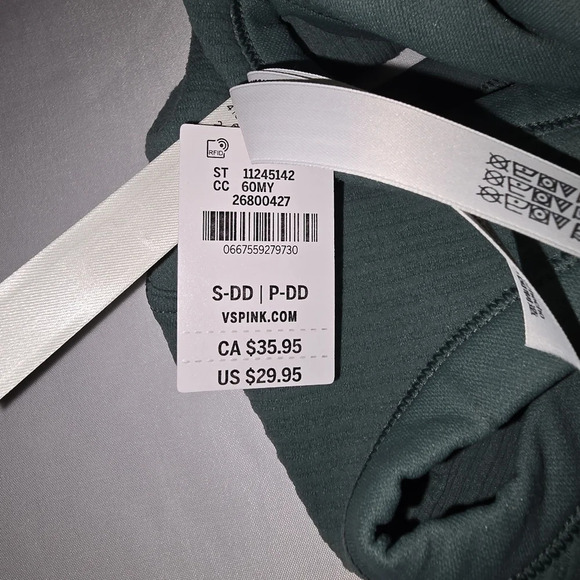 RFID
ST 11245142
CC 60MY
26800427
0667559279730
S-DD | P-DD
VSPINK.COM
CA $35.95
US $29.95